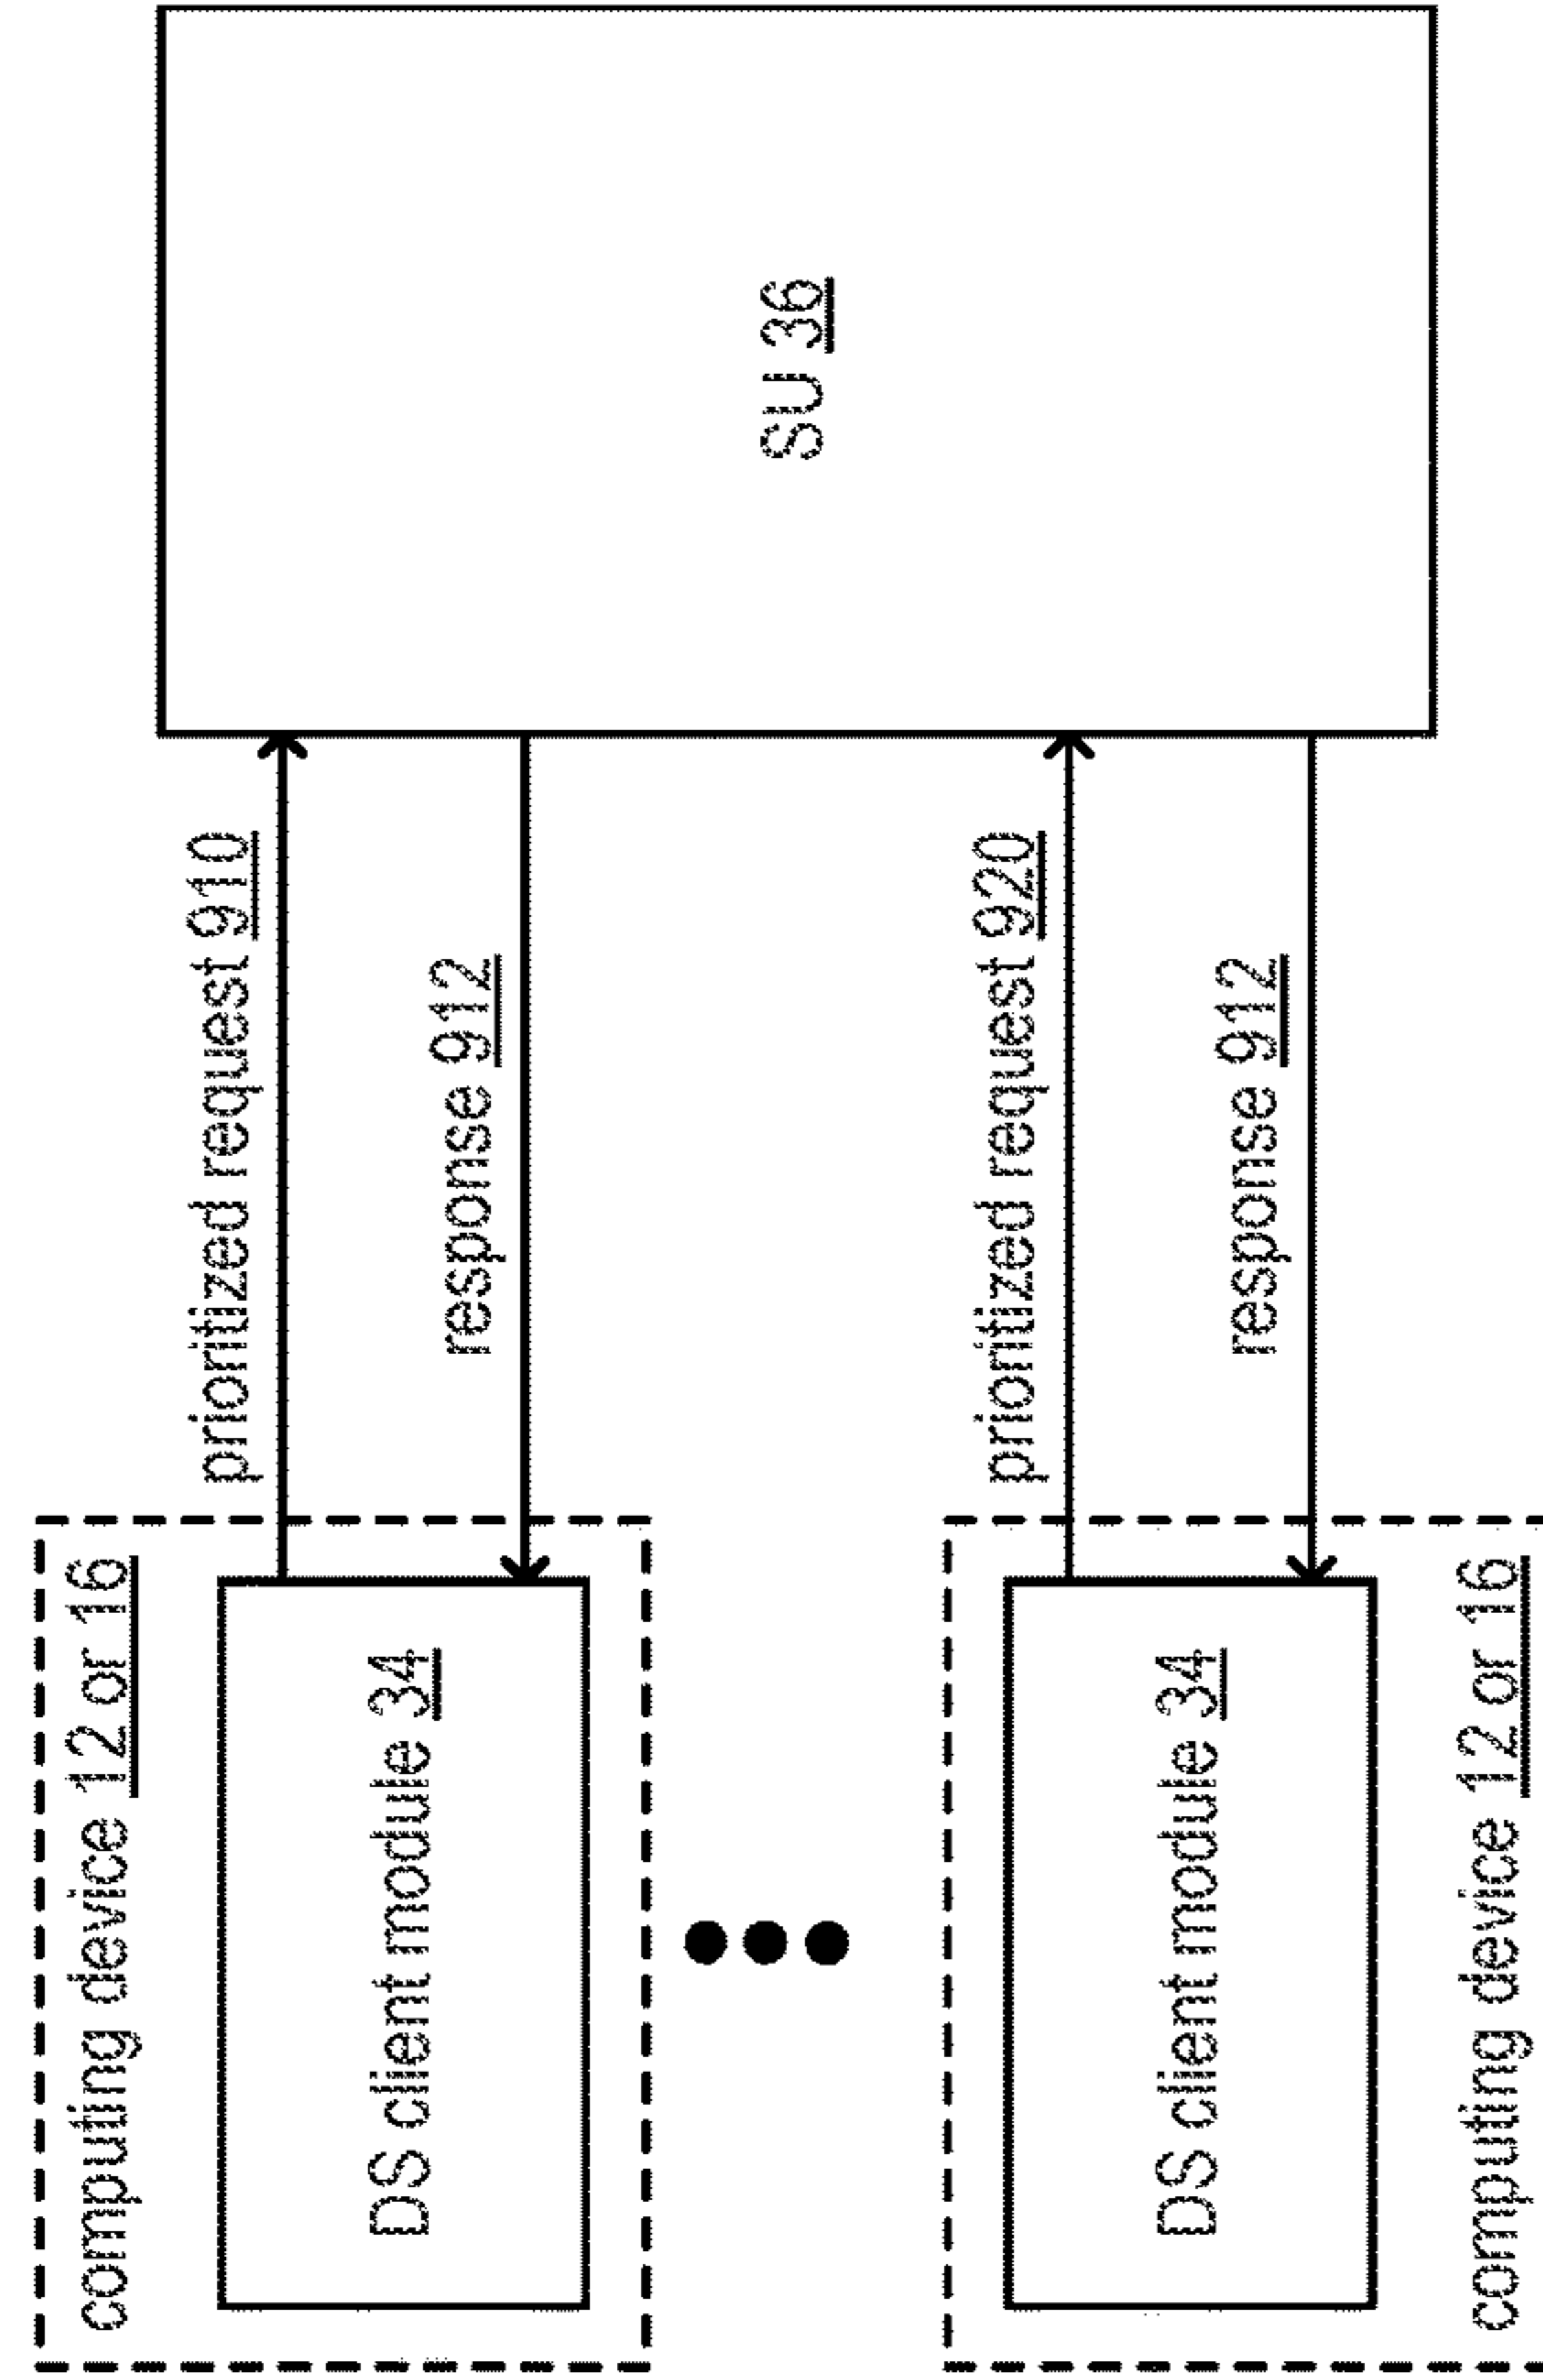 computing device 12 or 16
DS client module 34
prioritized request 910
response 912
SU 36
DS client module 34
prioritized request 920
response 912
computing device 12 or 16